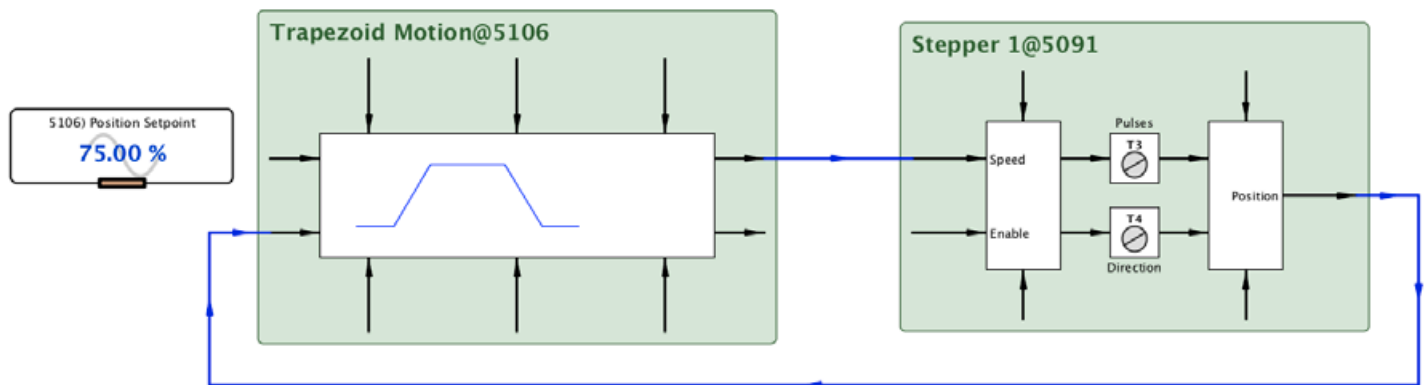 Trapezoid Motion@5106
Stepper 1@5091
5106) Position Setpoint
75.00 %
Pulses
T3
Speed
Position
T4
Enable
Direction